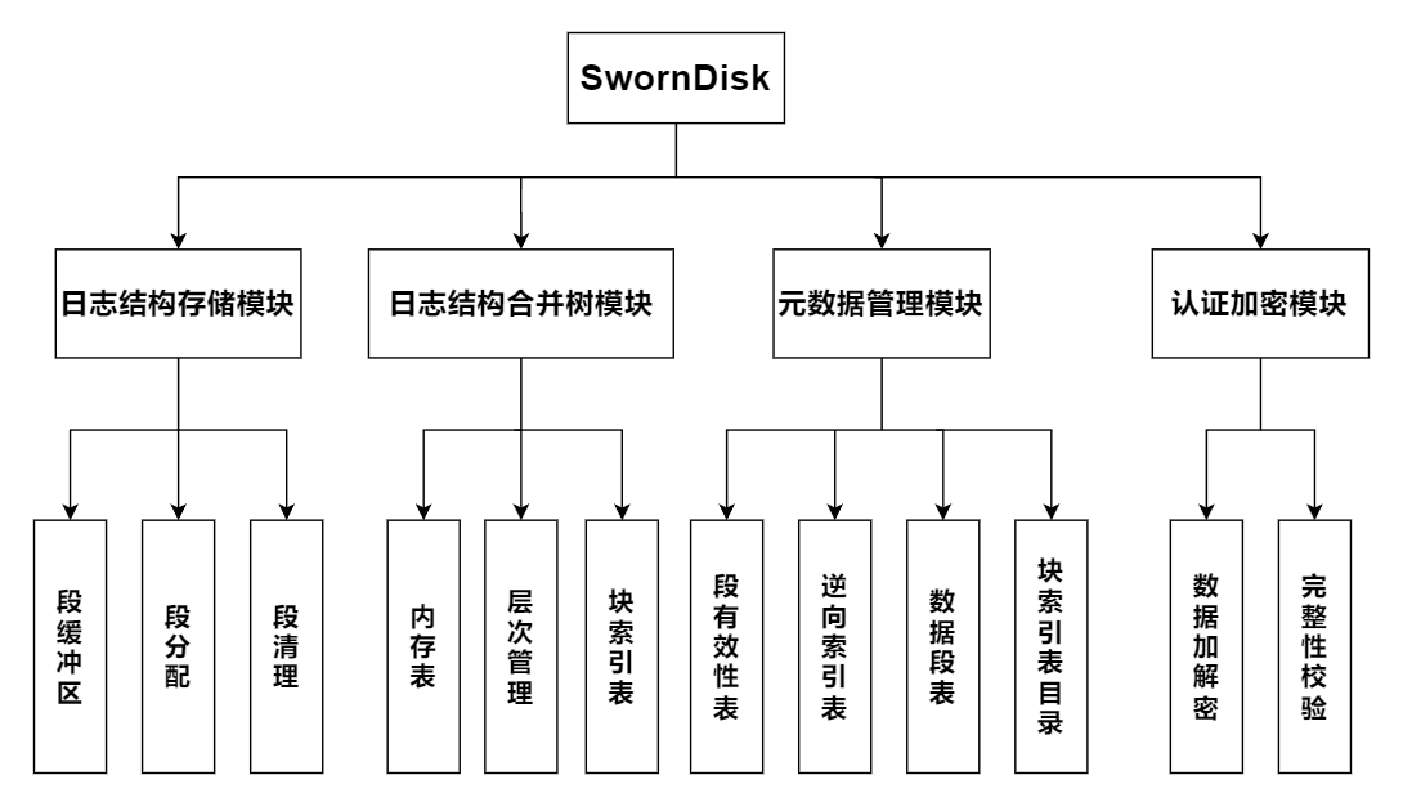 SwornDisk
日志结构存储模块
日志结构合并树模块
元数据管理模块
认证加密模块
段缓冲区
段分配
段清理
内存表
层次管理
块索引表
段有效性表
逆向索引表
数据段表
块索引表目录
数据加解密
完整性校验